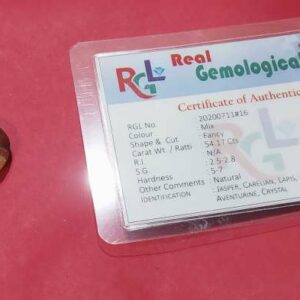 RGL Real
Gemological
Certificate of Authentic
RGL No. : 20200711#16
Colour : Mix
Shape & Cut : Fancy
Carat Wt. / Ratti : 54.17 Cts
R.I. : N/A
S.G. : 2.5-2.8
Hardness : 5-7
Other Comments : Natural
Identification : Jasper, Carelian, Lapis,
Aventurine, Crystal